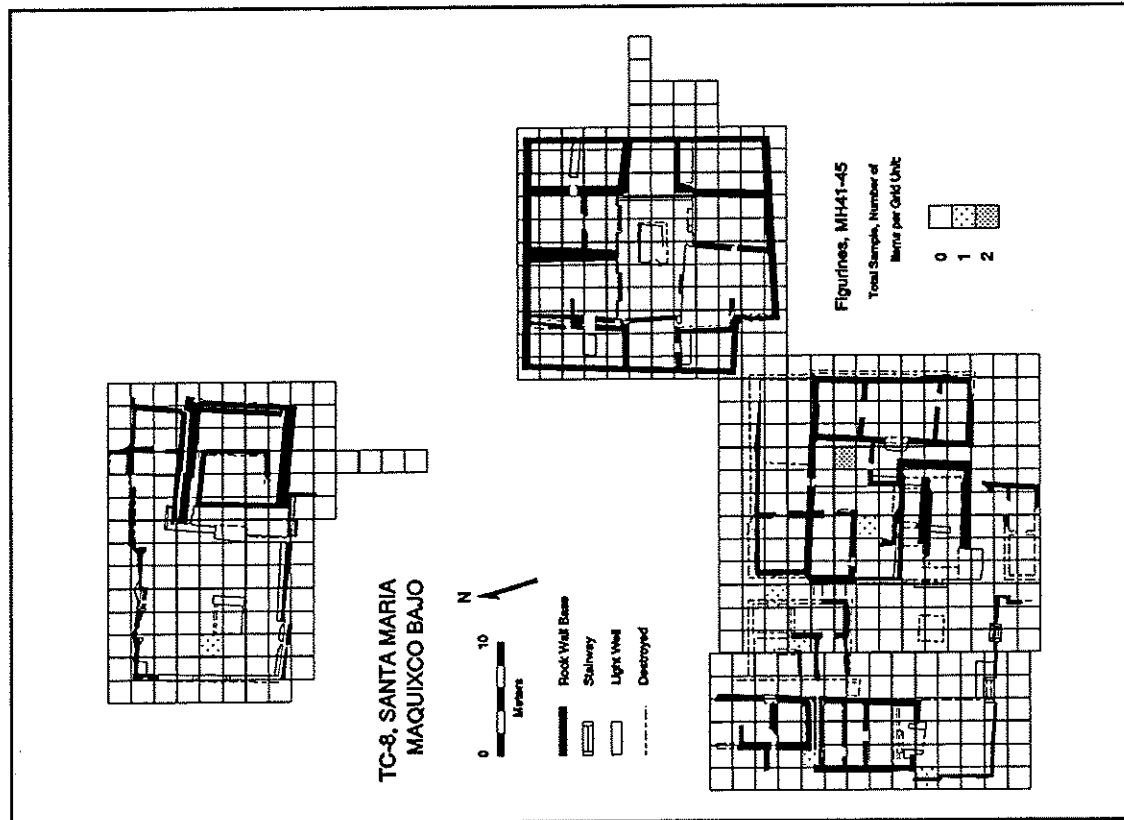 TC-8, SANTA MARIA
MAQUIXCO BAJO
N
0 10
Meters
Rock Wall Base
Stairway
Light Well
Destroyed
Figurines, MH41-45
Total Sample, Number of
Items per Grid Unit:
0
1
2